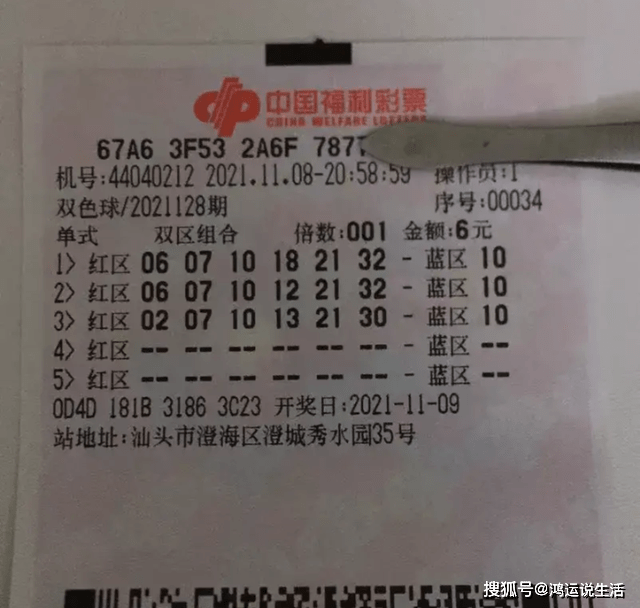 中国福利彩票
CHINA WELFARE LOTTERY
67A6 3F53 2A6F 787
机号:44040212 2021.11.08-20:58:59 操作员:1
双色球/2021128期 序号:00034
单式 双区组合 倍数:001 金额:6元
1> 红区 06 07 10 18 21 32 - 蓝区 10
2> 红区 06 07 10 12 21 32 - 蓝区 10
3> 红区 02 07 10 13 21 30 - 蓝区 10
4> 红区 -- -- -- -- -- -- - 蓝区 --
5> 红区 -- -- -- -- -- -- - 蓝区 --
0D4D 181B 3186 3C23 开奖日:2021-11-09
站地址:汕头市澄海区澄城秀水园35号
搜狐号@鸿运说生活